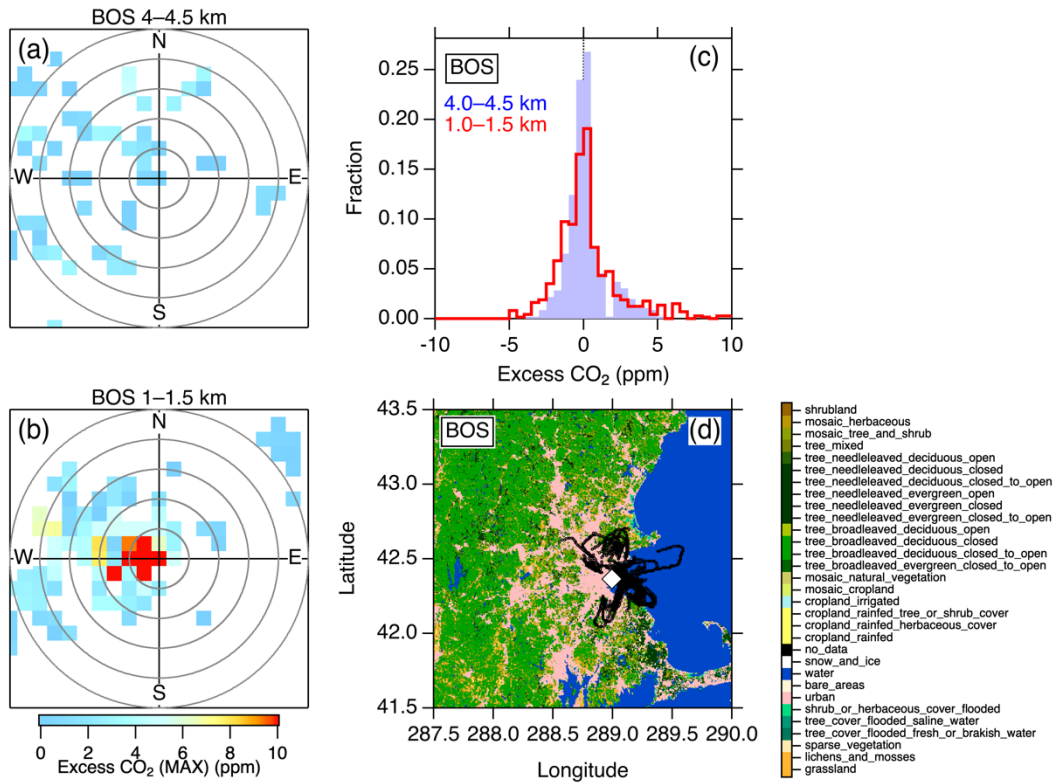 BOS 4–4.5 km
(a)
N
W
E
S
(c)
BOS
4.0–4.5 km
1.0–1.5 km
Fraction
0.25
0.20
0.15
0.10
0.05
0.00
-10
-5
0
5
10
Excess CO₂ (ppm)
BOS 1–1.5 km
(b)
N
W
E
S
0
2
4
6
8
10
Excess CO₂ (MAX) (ppm)
(d)
BOS
Latitude
43.5
43.0
42.5
42.0
41.5
287.5
288.0
288.5
289.0
289.5
290.0
Longitude
shrubland
mosaic_herbaceous
mosaic_tree_and_shrub
tree_mixed
tree_needleleaved_deciduous_open
tree_needleleaved_deciduous_closed
tree_needleleaved_deciduous_closed_to_open
tree_needleleaved_evergreen_open
tree_needleleaved_evergreen_closed
tree_needleleaved_evergreen_closed_to_open
tree_broadleaved_deciduous_open
tree_broadleaved_deciduous_closed
tree_broadleaved_deciduous_closed_to_open
tree_broadleaved_evergreen_closed_to_open
mosaic_natural_vegetation
mosaic_cropland
cropland_irrigated
cropland_rainfed_tree_or_shrub_cover
cropland_rainfed_herbaceous_cover
cropland_rainfed
no_data
snow_and_ice
water
bare_areas
urban
shrub_or_herbaceous_cover_flooded
tree_cover_flooded_saline_water
tree_cover_flooded_fresh_or_brakish_water
sparse_vegetation
lichens_and_mosses
grassland